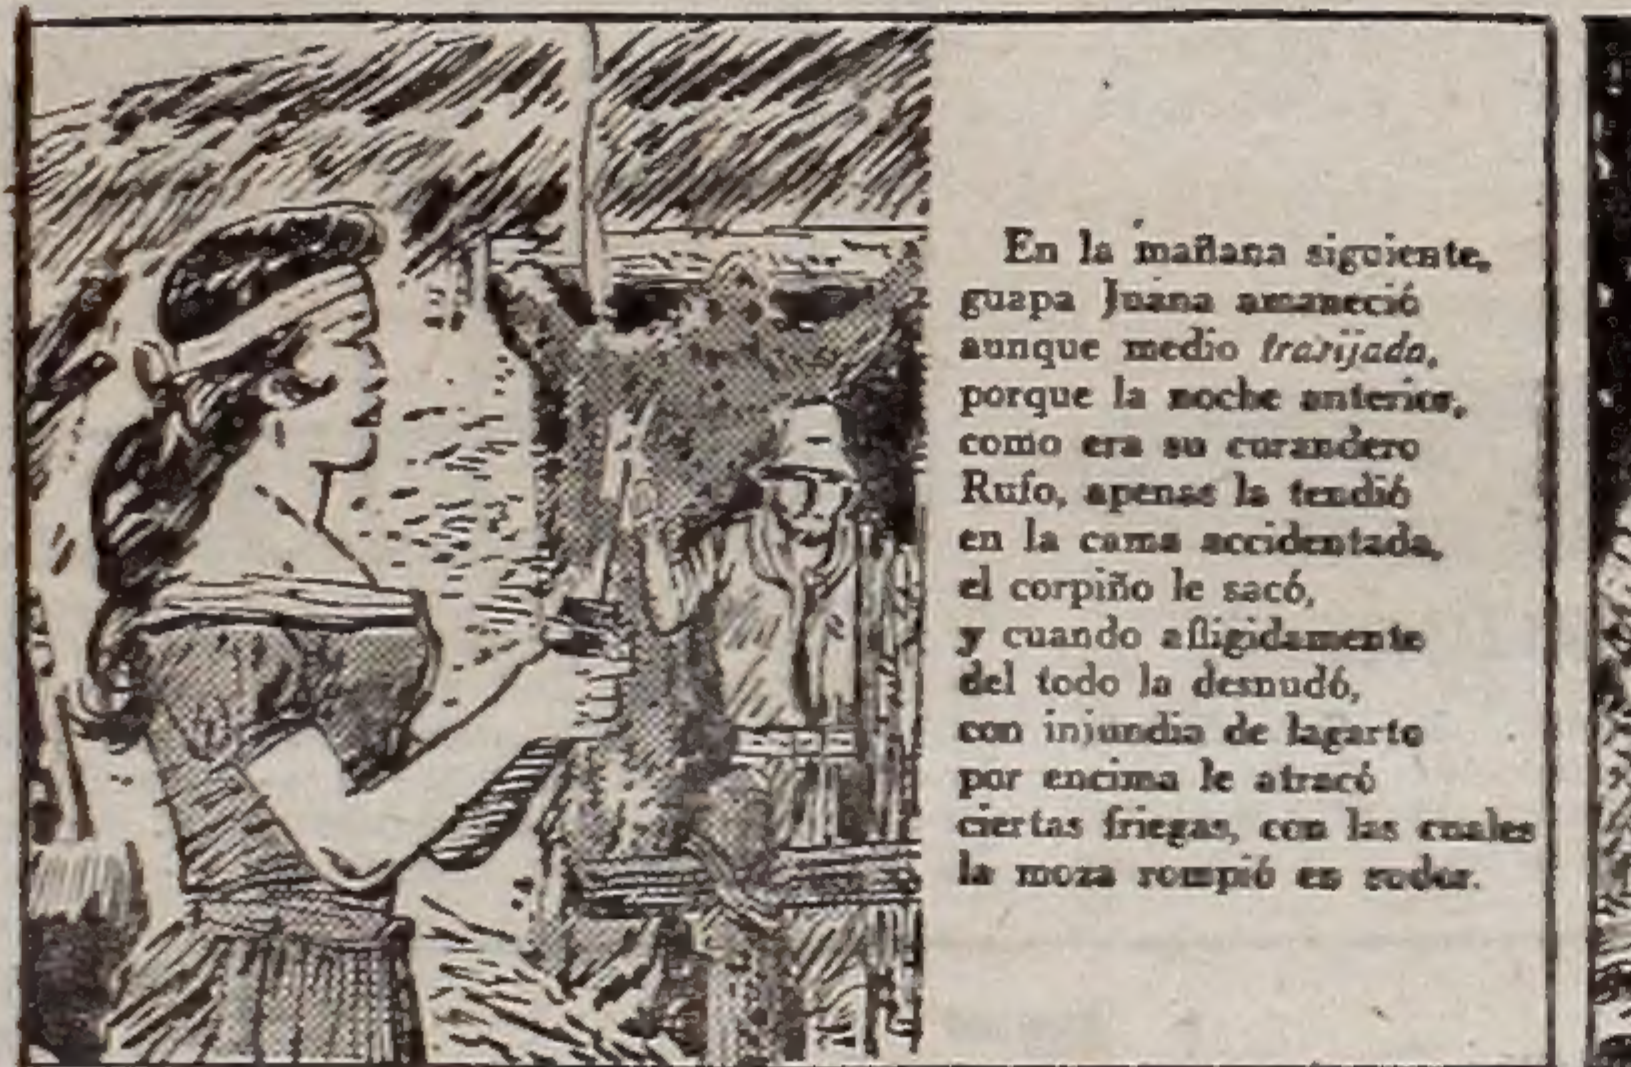 En la mañana siguiente,
guapa Juana amaneció
aunque medio trasijada,
porque la noche anterior,
como era su curandero
Rufo, apenas la tendió
en la cama accidentada,
el corpiño le sacó,
y cuando afligidamente
del todo la desnudó,
con injundia de lagarto
por encima le atracó
ciertas friegas, con las cuales
la moza rompió en sudor.